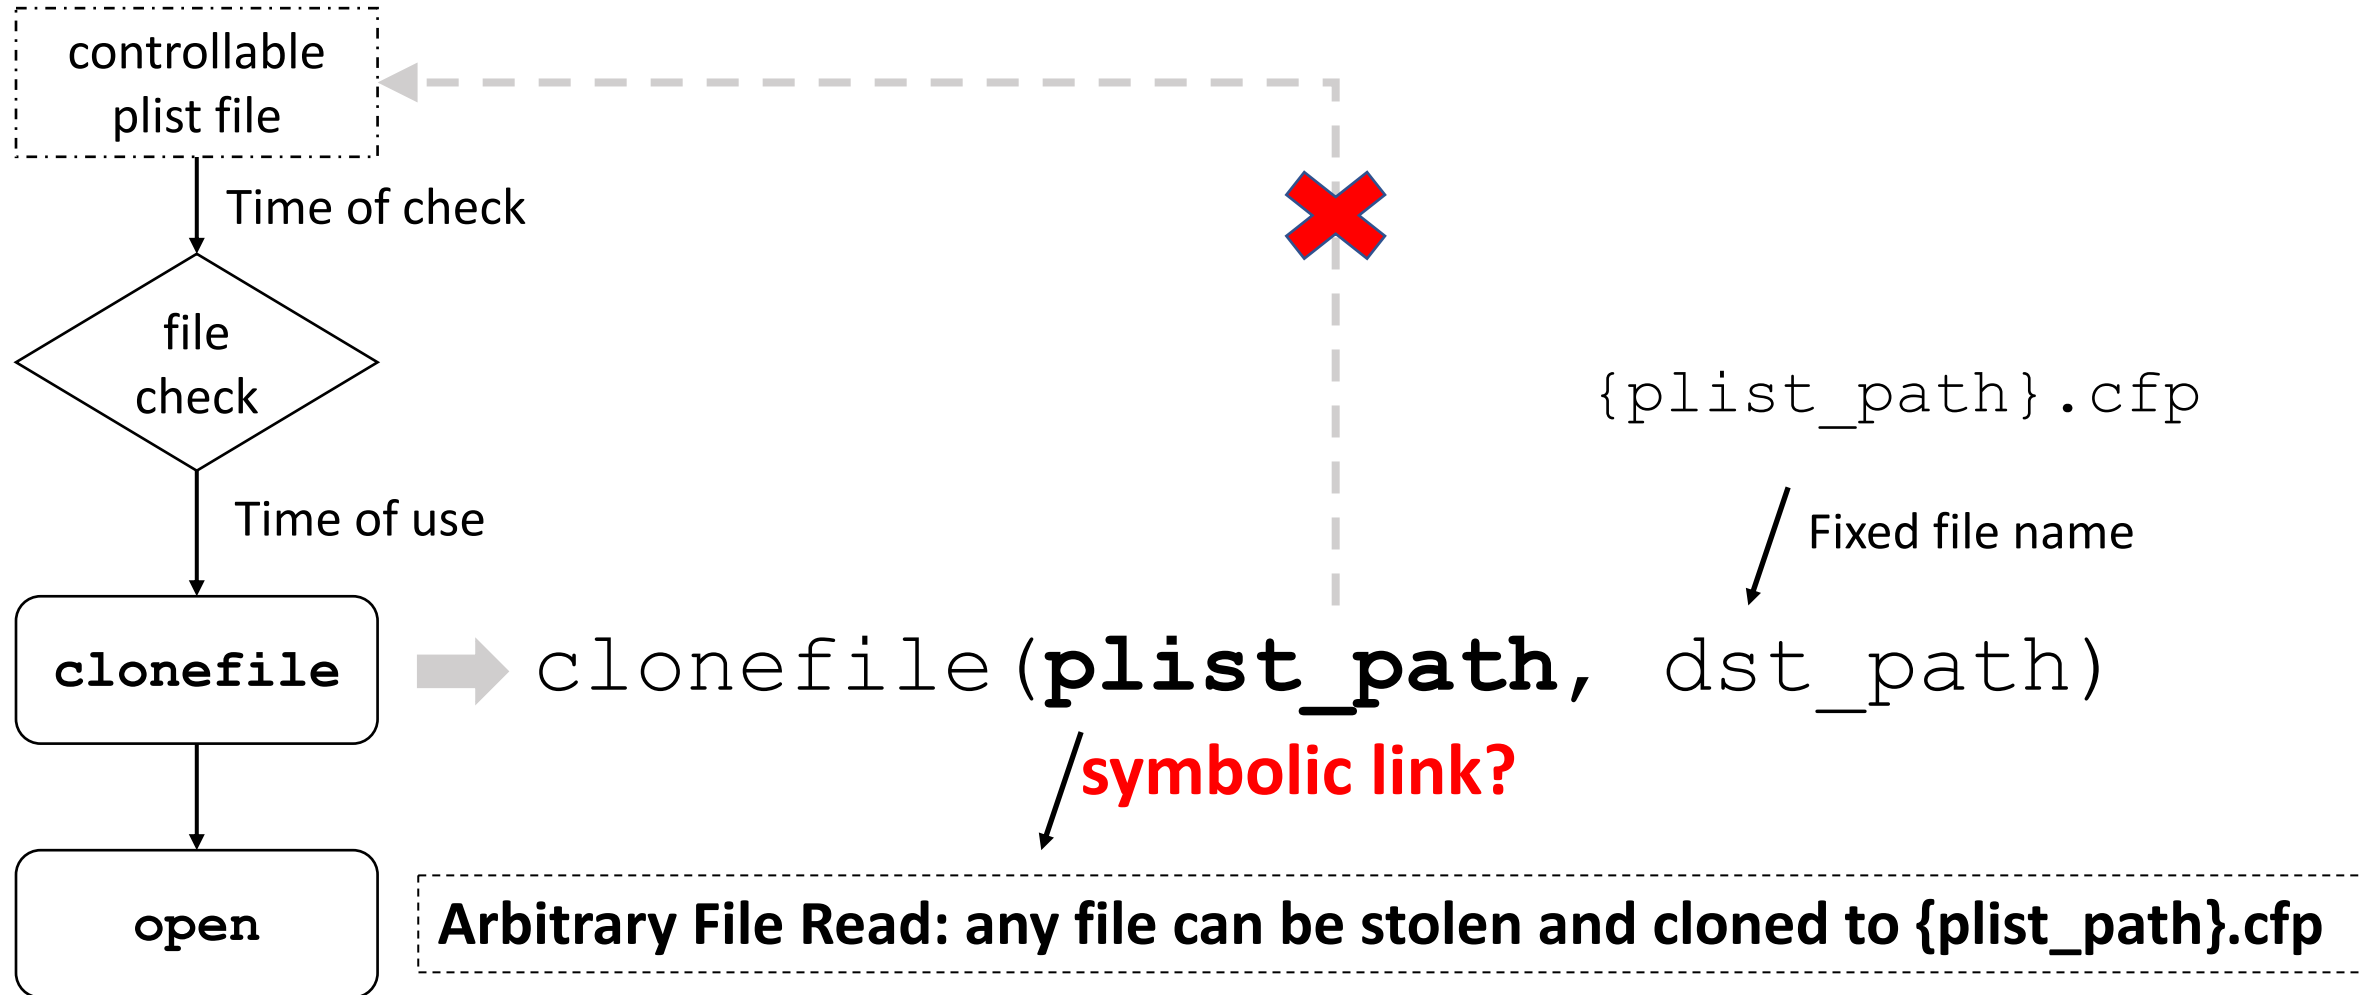 controllable
plist file
Time of check
file
check
{plist_path}.cfp
Time of use
Fixed file name
clonefile
clonefile(plist_path, dst_path)
symbolic link?
open
Arbitrary File Read: any file can be stolen and cloned to {plist_path}.cfp